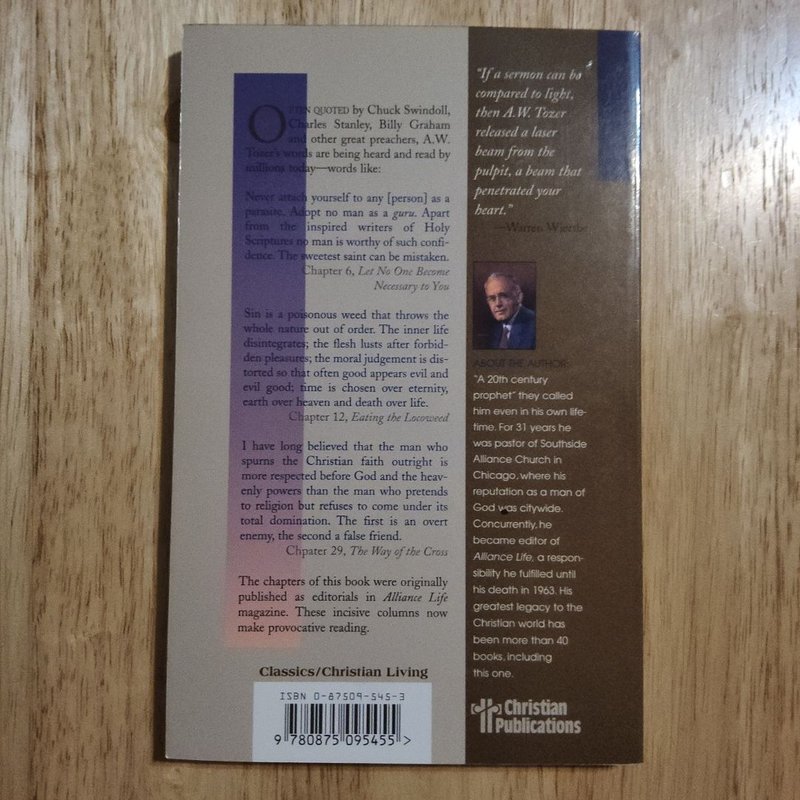 OFTEN QUOTED by Chuck Swindoll,
Charles Stanley, Billy Graham
and other great preachers, A.W.
Tozer's words are being heard and read by
millions today—words like:
Never attach yourself to any [person] as a
parasite. Adopt no man as a guru. Apart
from the inspired writers of Holy
Scriptures no man is worthy of such confi-
dence. The sweetest saint can be mistaken.
Chapter 6, Let No One Become
Necessary to You
Sin is a poisonous weed that throws the
whole nature out of order. The inner life
disintegrates; the flesh lusts after forbid-
den pleasures; the moral judgement is dis-
torted so that often good appears evil and
evil good; time is chosen over eternity,
earth over heaven and death over life.
Chapter 12, Eating the Locoweed
I have long believed that the man who
spurns the Christian faith outright is
more respected before God and the heav-
enly powers than the man who pretends
to religion but refuses to come under its
total domination. The first is an overt
enemy, the second a false friend.
Chpater 29, The Way of the Cross
The chapters of this book were originally
published as editorials in Alliance Life
magazine. These incisive columns now
make provocative reading.
Classics/Christian Living
ISBN 0-87509-545-3
9 780875 095455 >
"If a sermon can be
compared to light,
then A.W. Tozer
released a laser
beam from the
pulpit, a beam that
penetrated your
heart."
—Warren Wiersbe
ABOUT THE AUTHOR:
"A 20th century
prophet" they called
him even in his own life-
time. For 31 years he
was pastor of Southside
Alliance Church in
Chicago, where his
reputation as a man of
God was citywide.
Concurrently, he
became editor of
Alliance Life, a respon-
sibility he fulfilled until
his death in 1963. His
greatest legacy to the
Christian world has
been more than 40
books, including
this one.
Christian
Publications